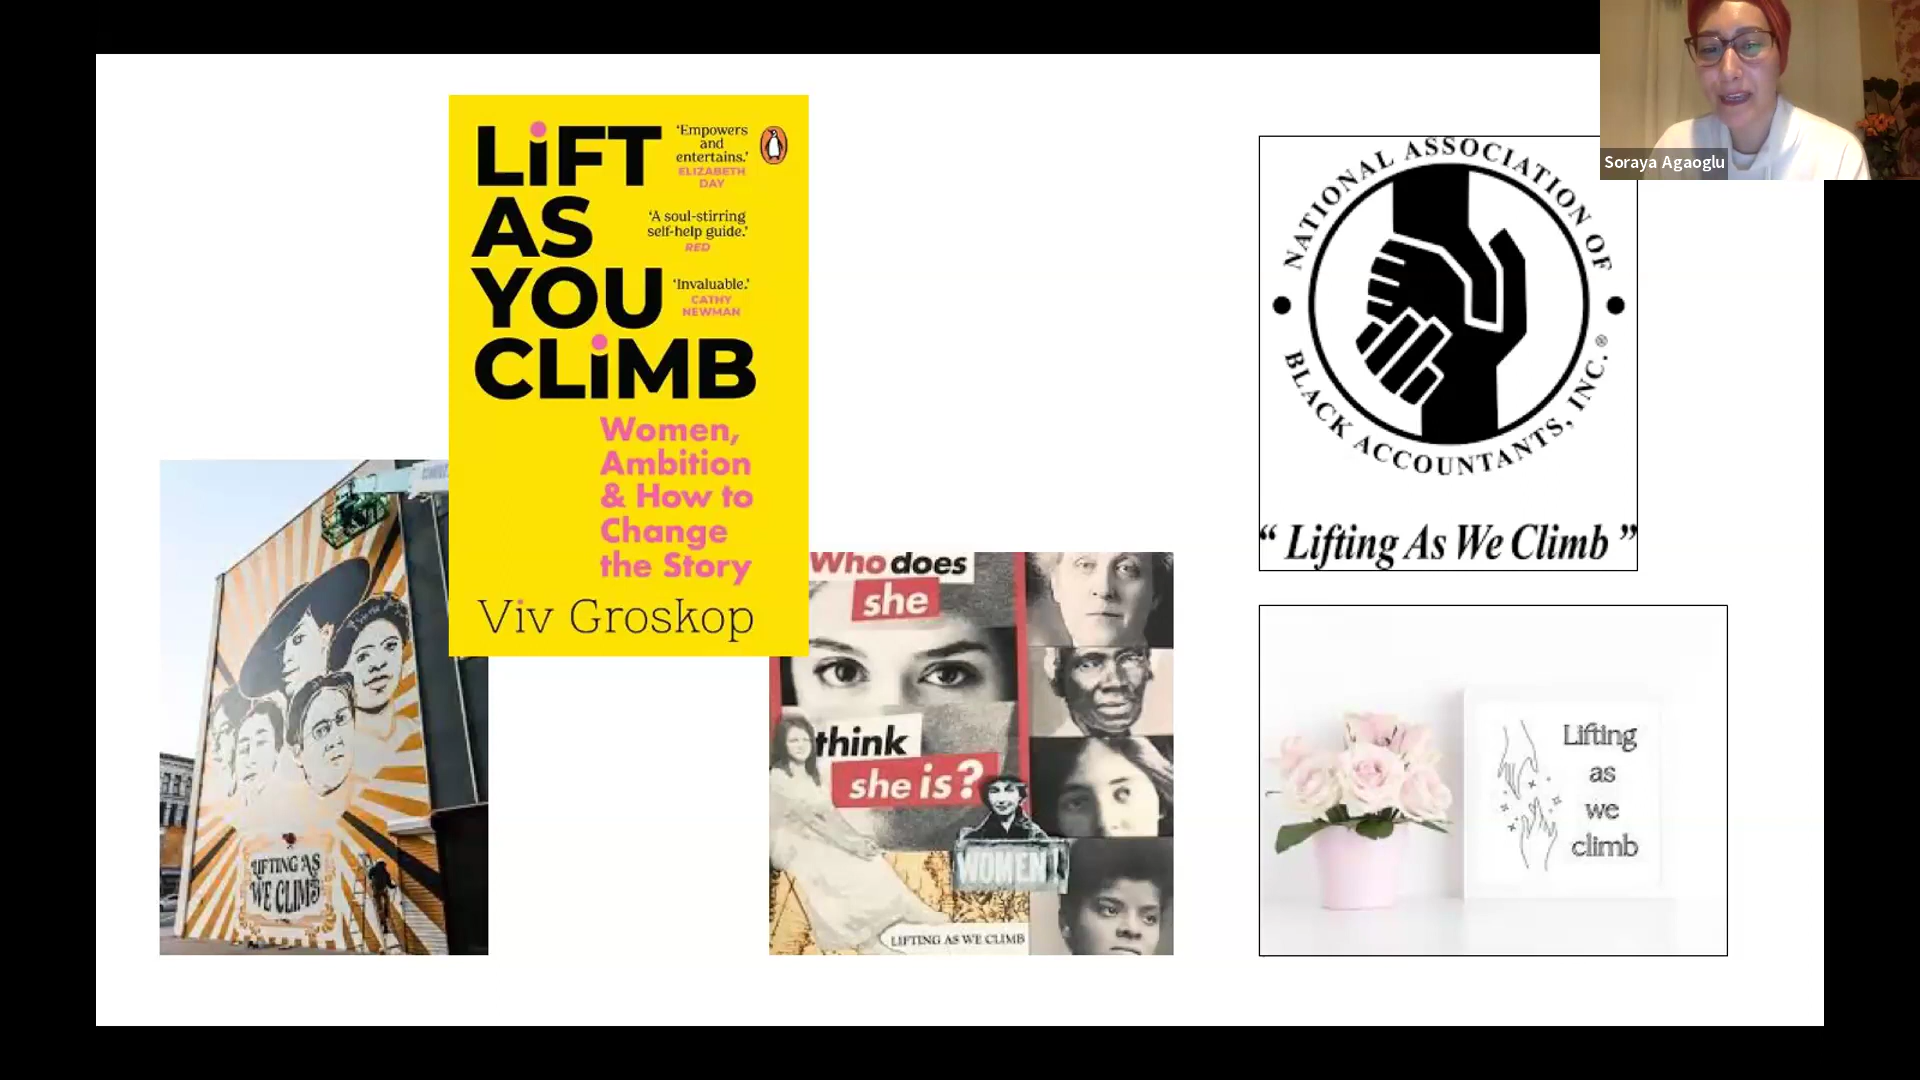 LiFT
AS
YOU
CLiMB
'Empowers
and
entertains.'
ELIZABETH
DAY
'A soul-stirring
self-help guide.'
RED
'Invaluable.'
CATHY
NEWMAN
Women,
Ambition
& How to
Change
the Story
Viv Groskop
LIFTING AS
WE CLIMB
Who does
she
think
she is?
WOMEN!
LIFTING AS WE CLIMB
NATIONAL ASSOCIATION OF
BLACK ACCOUNTANTS, INC.®
“ Lifting As We Climb ”
Lifting
as
we
climb
Soraya Agaoglu